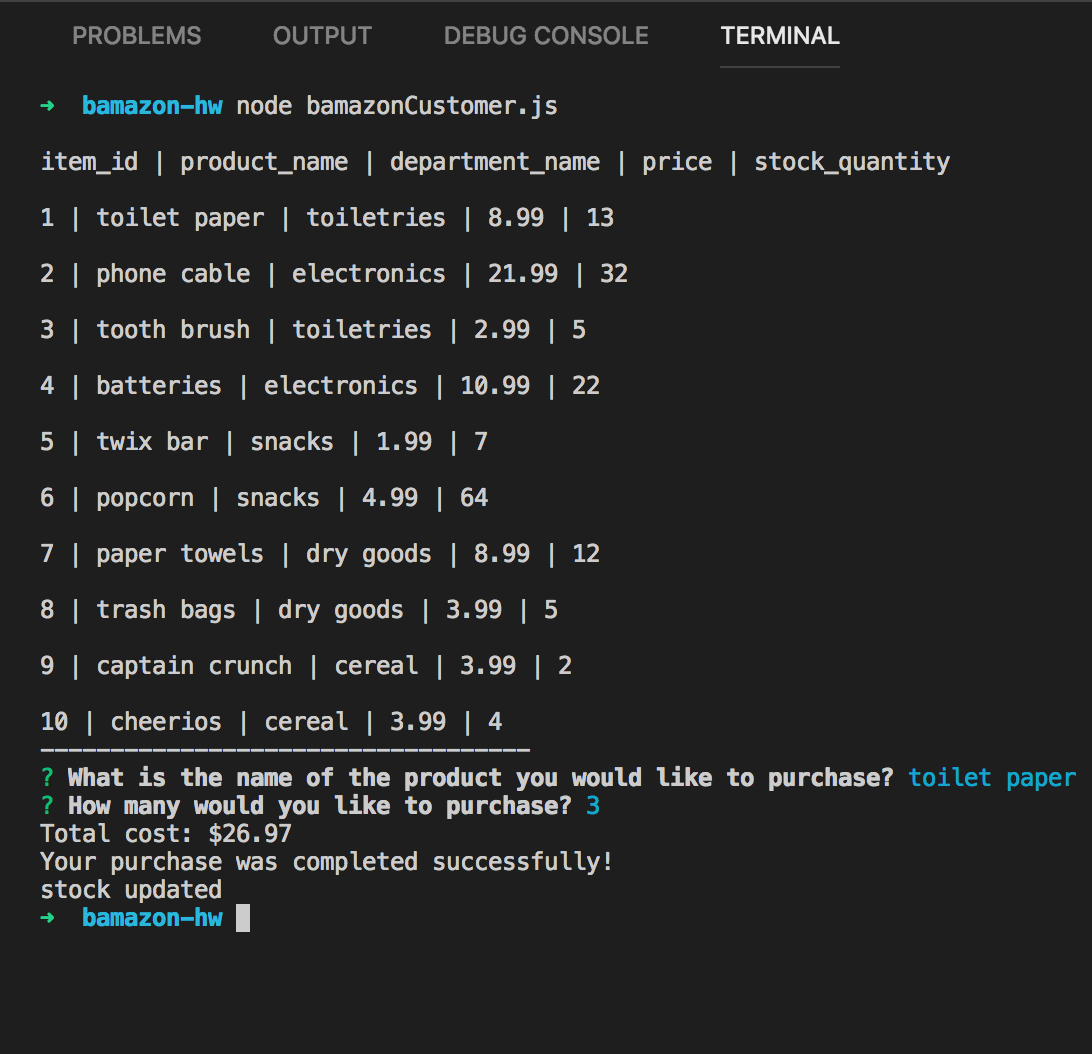 PROBLEMS OUTPUT DEBUG CONSOLE TERMINAL
➜ bamazon-hw node bamazonCustomer.js
item_id | product_name | department_name | price | stock_quantity
1 | toilet paper | toiletries | 8.99 | 13
2 | phone cable | electronics | 21.99 | 32
3 | tooth brush | toiletries | 2.99 | 5
4 | batteries | electronics | 10.99 | 22
5 | twix bar | snacks | 1.99 | 7
6 | popcorn | snacks | 4.99 | 64
7 | paper towels | dry goods | 8.99 | 12
8 | trash bags | dry goods | 3.99 | 5
9 | captain crunch | cereal | 3.99 | 2
10 | cheerios | cereal | 3.99 | 4
-----------------------------------
? What is the name of the product you would like to purchase? toilet paper
? How many would you like to purchase? 3
Total cost: $26.97
Your purchase was completed successfully!
stock updated
➜ bamazon-hw